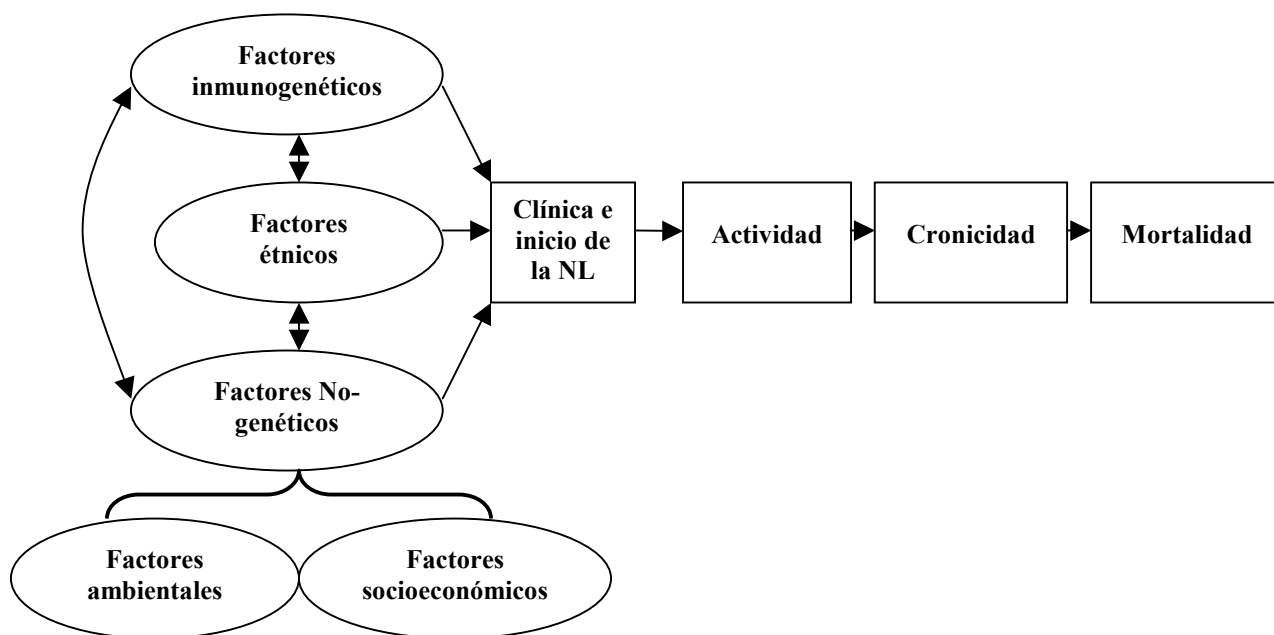 Factores
inmunogenéticos
Factores
étnicos
Factores No-
genéticos
Factores
ambientales
Factores
socioeconómicos
Clínica e
inicio de
la NL
Actividad
Cronicidad
Mortalidad